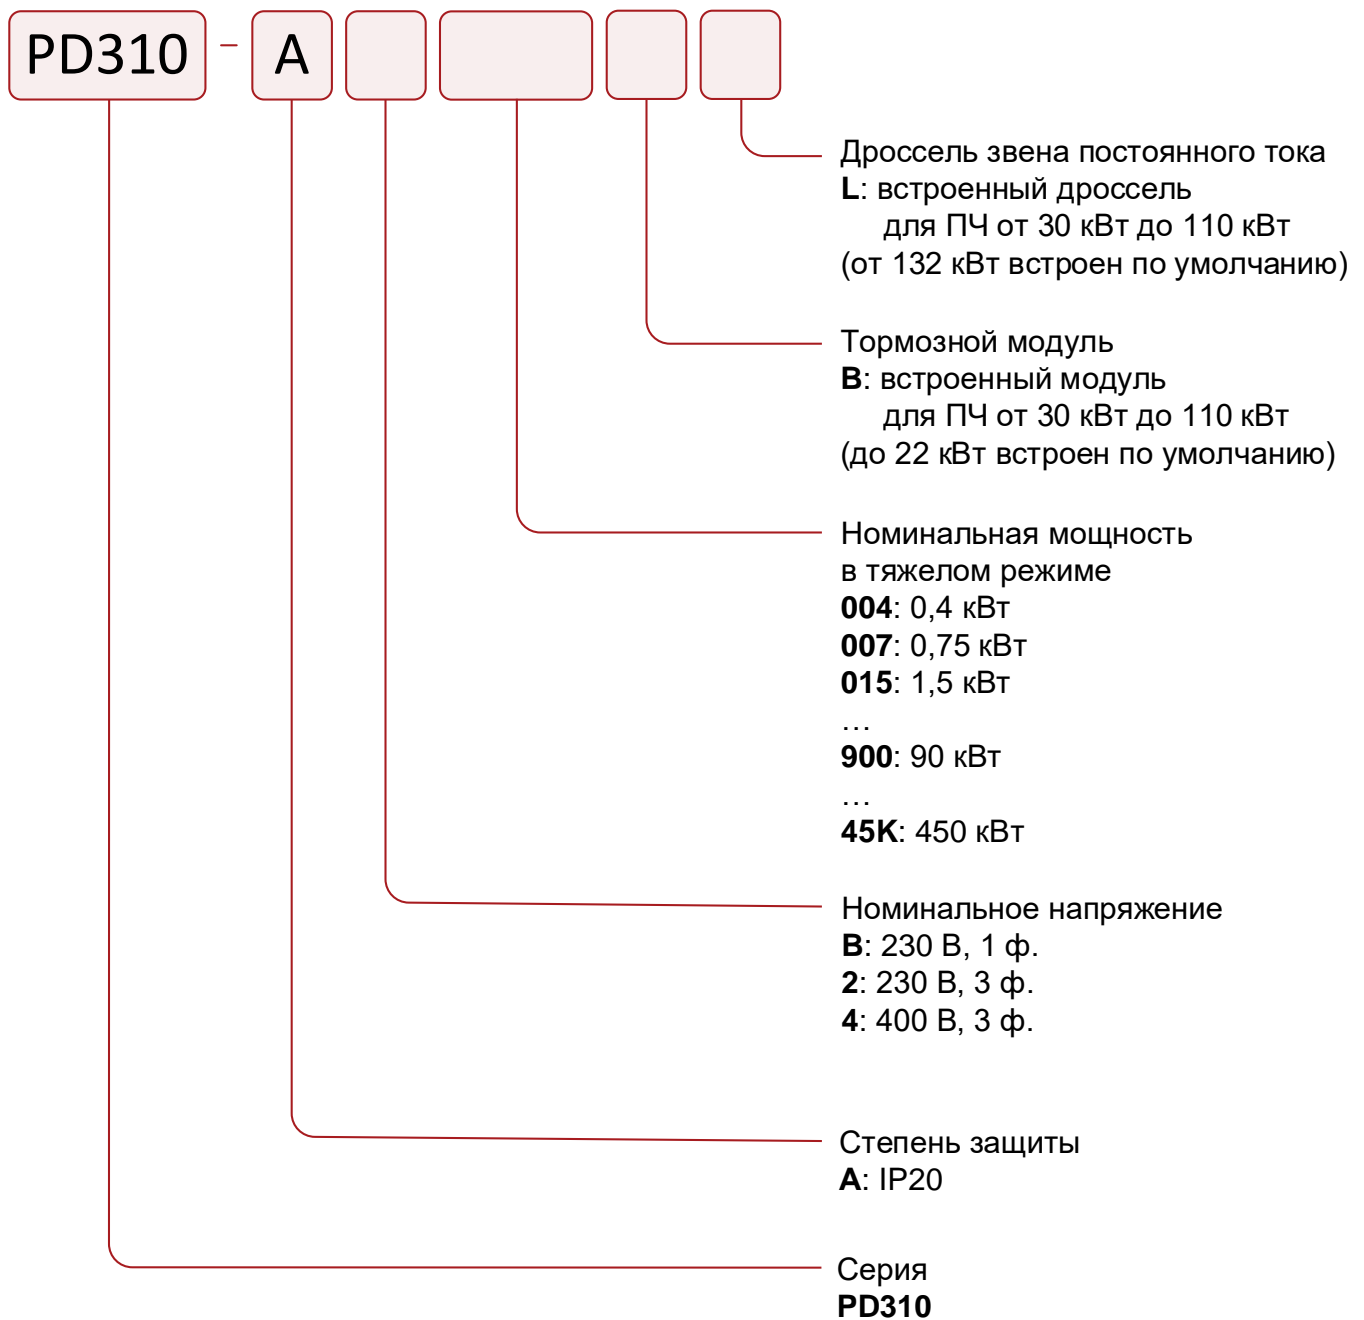 PD310 – A
Дроссель звена постоянного тока
L: встроенный дроссель
для ПЧ от 30 кВт до 110 кВт
(от 132 кВт встроен по умолчанию)
Тормозной модуль
B: встроенный модуль
для ПЧ от 30 кВт до 110 кВт
(до 22 кВт встроен по умолчанию)
Номинальная мощность
в тяжелом режиме
004: 0,4 кВт
007: 0,75 кВт
015: 1,5 кВт
…
900: 90 кВт
…
45K: 450 кВт
Номинальное напряжение
B: 230 В, 1 ф.
2: 230 В, 3 ф.
4: 400 В, 3 ф.
Степень защиты
A: IP20
Серия
PD310